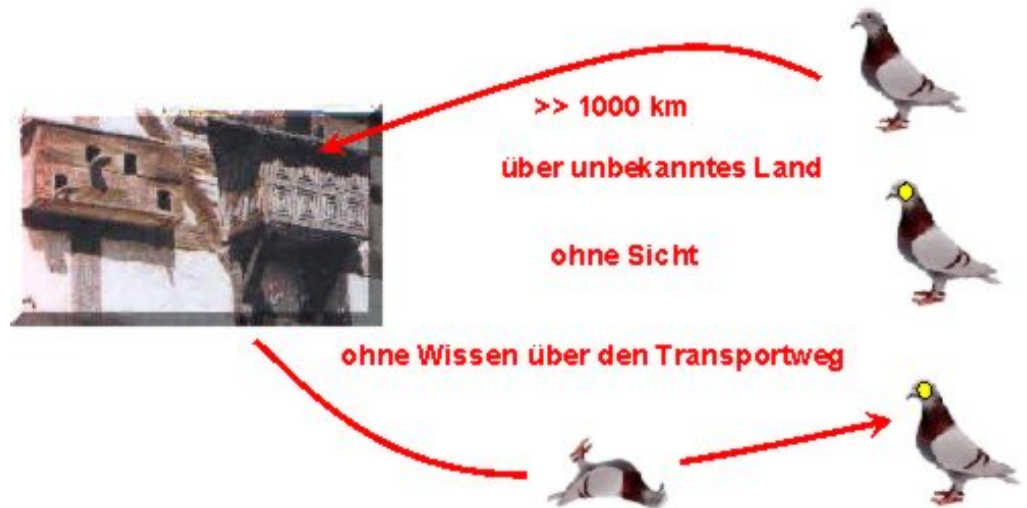 >> 1000 km
über unbekanntes Land
ohne Sicht
ohne Wissen über den Transportweg